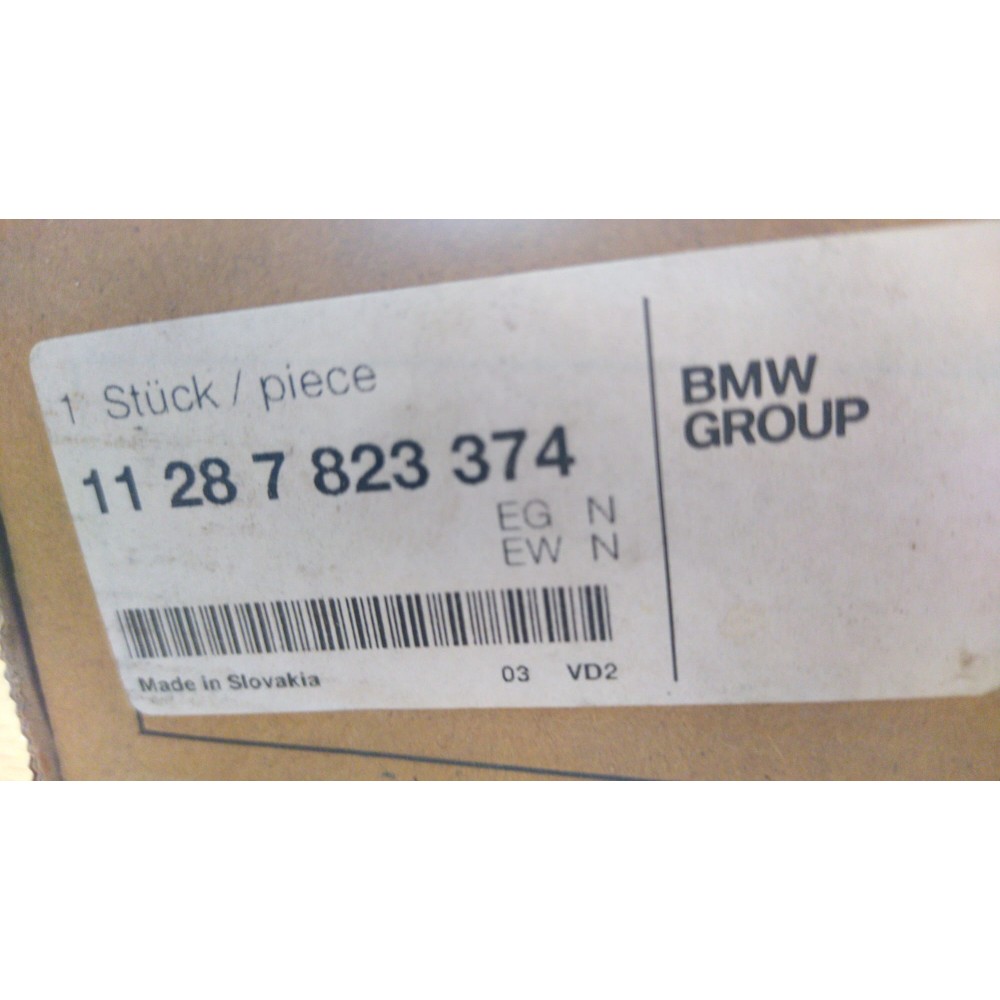 1 Stück / piece
11 28 7 823 374
EG N
EW N
Made in Slovakia 03 VD2
BMW
GROUP